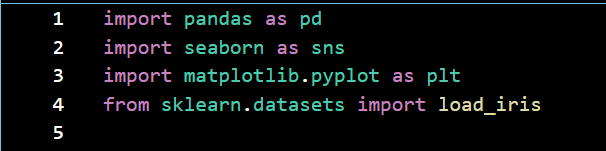 1 import pandas as pd
2 import seaborn as sns
3 import matplotlib.pyplot as plt
4 from sklearn.datasets import load_iris
5